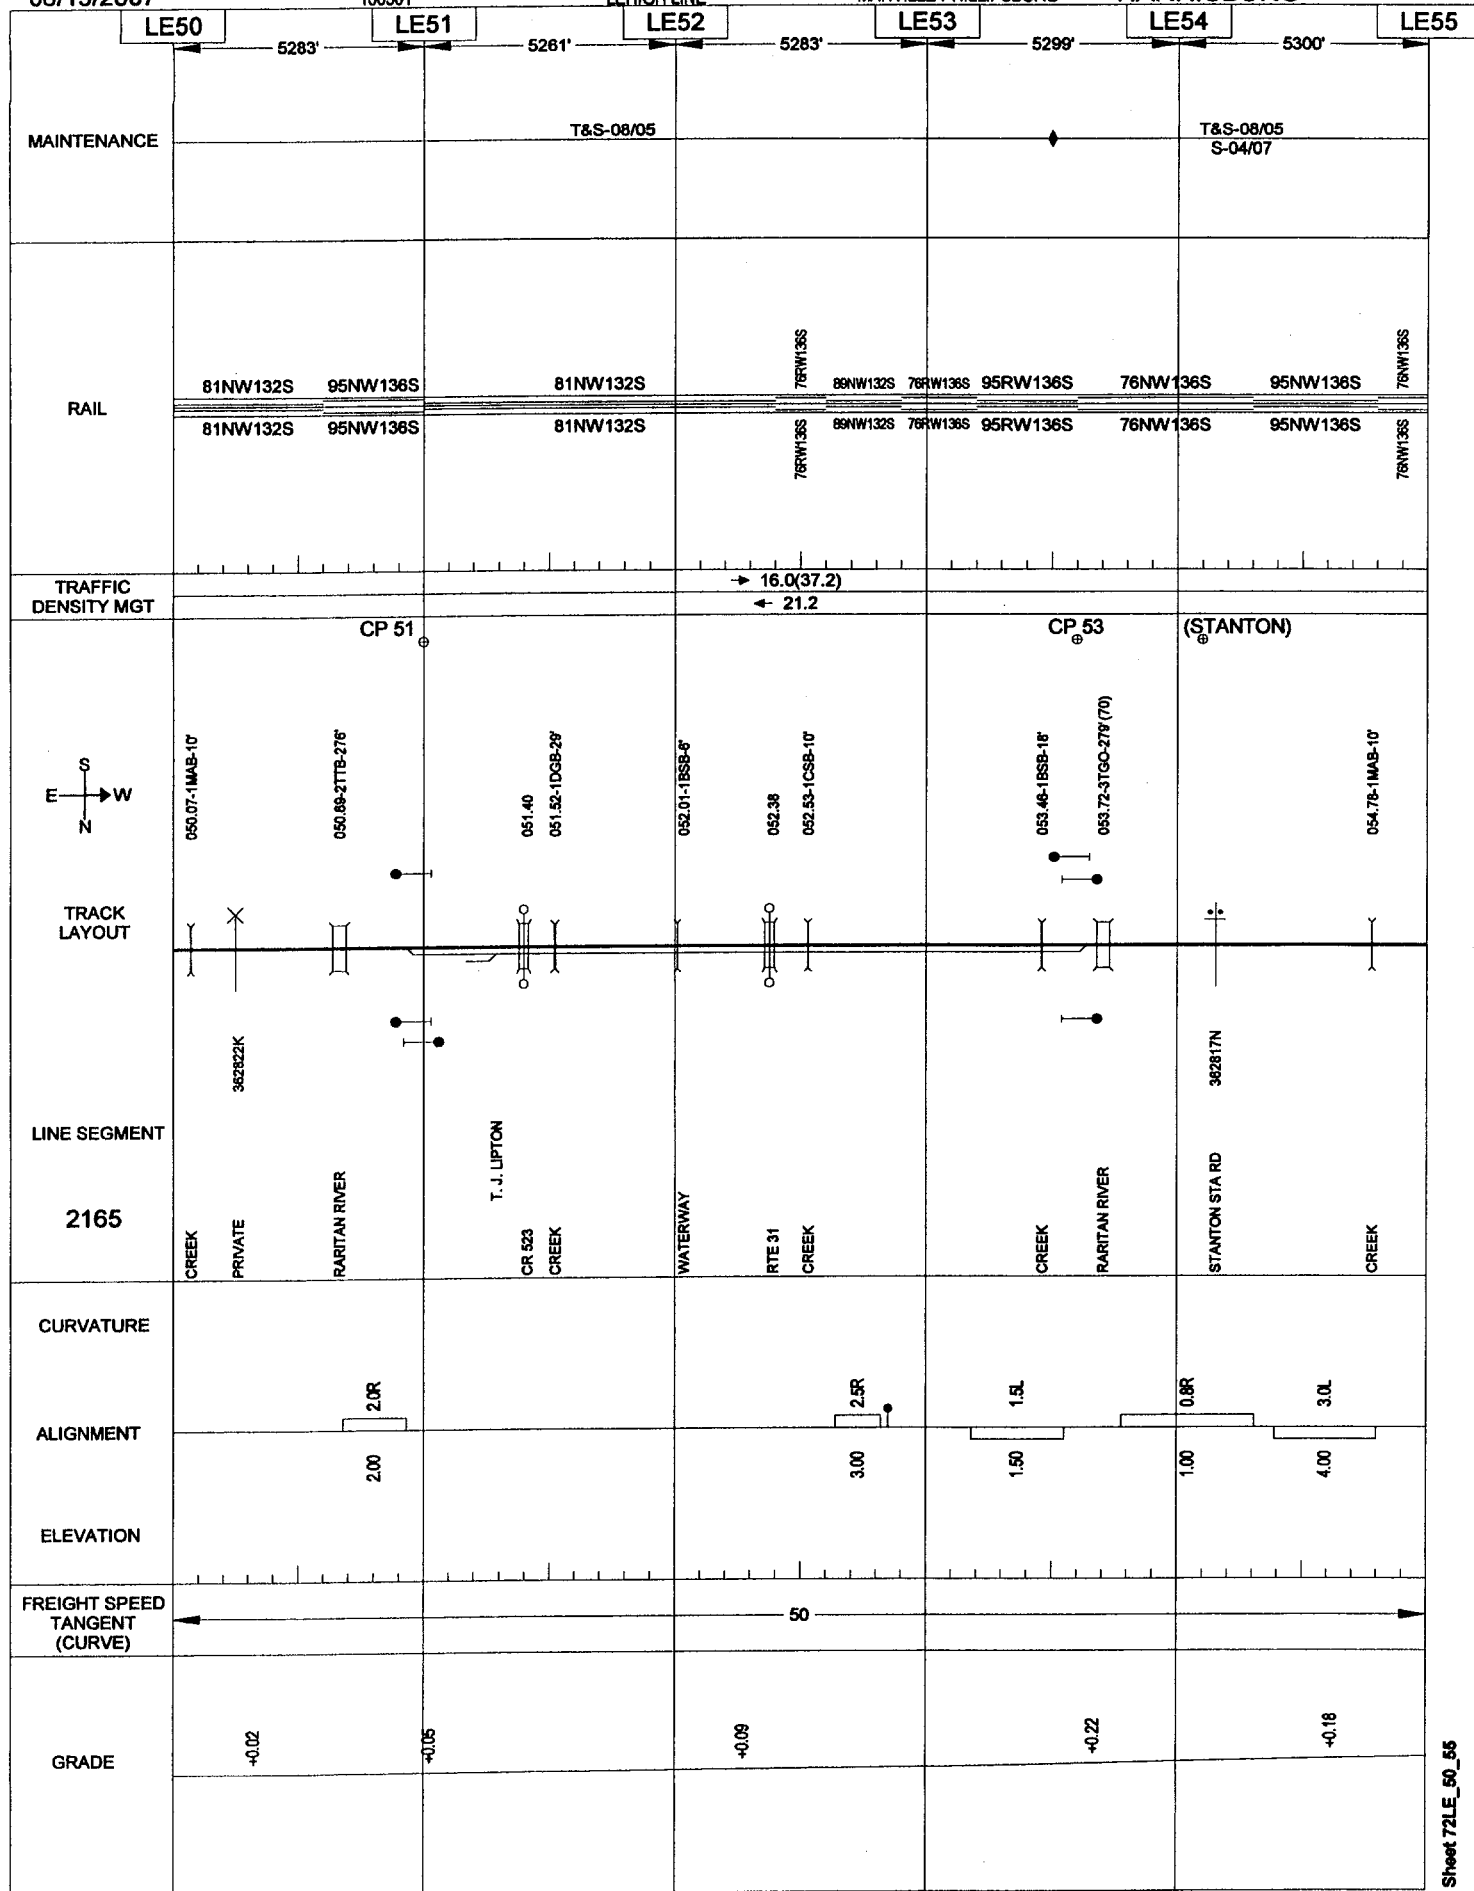 LE50
LE51
LE52
LE53
LE54
LE55
5283'
5261'
5283'
5299'
5300'
MAINTENANCE
T&S-08/05
T&S-08/05
S-04/07
RAIL
81NW132S
95NW136S
81NW132S
76RW136S
89NW132S
76RW136S
95RW136S
76NW136S
95NW136S
76NW136S
81NW132S
95NW136S
81NW132S
76RW136S
89NW132S
76RW136S
95RW136S
76NW136S
95NW136S
76NW136S
TRAFFIC
DENSITY MGT
16.0(37.2)
21.2
CP 51
CP 53
(STANTON)
S
E W
N
050.07-1MAB-10'
050.69-2TTB-276'
051.40
051.52-1DGB-29'
052.01-1BSB-6'
052.38
052.53-1CSB-10'
053.46-1BSB-18'
053.72-3TGO-279'(70)
054.78-1MAB-10'
TRACK
LAYOUT
362822K
362817N
LINE SEGMENT
2165
CREEK
PRIVATE
RARITAN RIVER
T. J. LIPTON
CR 523
CREEK
WATERWAY
RTE 31
CREEK
CREEK
RARITAN RIVER
STANTON STA RD
CREEK
CURVATURE
2.0R
2.5R
1.5L
0.8R
3.0L
ALIGNMENT
2.00
3.00
1.50
1.00
4.00
ELEVATION
FREIGHT SPEED
TANGENT
(CURVE)
50
GRADE
+0.02
+0.05
+0.09
+0.22
+0.18
Sheet 72LE_50_55